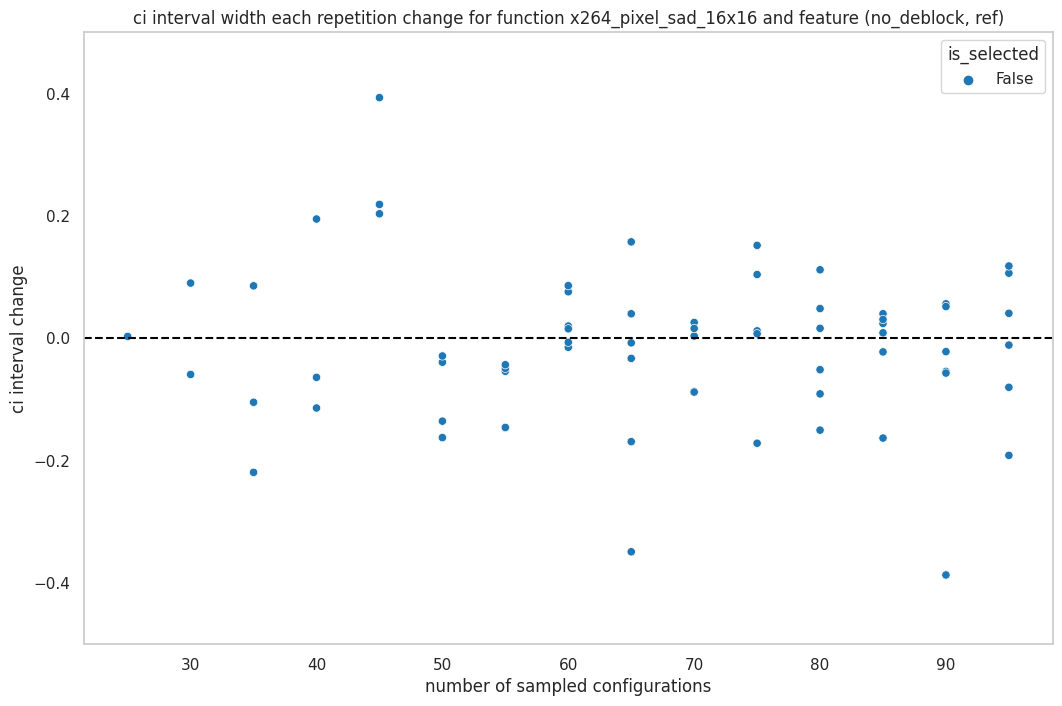 ci interval width each repetition change for function x264_pixel_sad_16x16 and feature (no_deblock, ref)
is_selected
False
0.4
0.2
0.0
−0.2
−0.4
ci interval change
30 40 50 60 70 80 90
number of sampled configurations